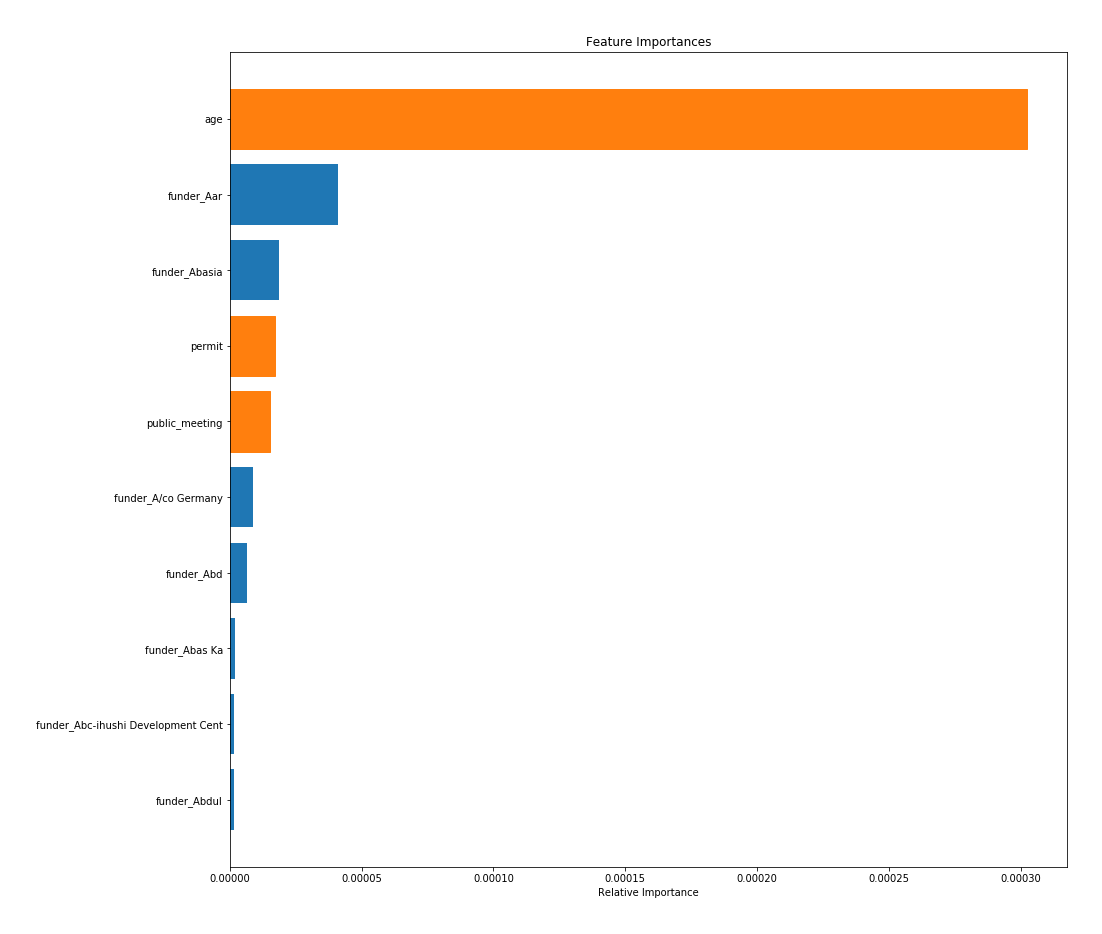 Feature Importances
age
funder_Aar
funder_Abasia
permit
public_meeting
funder_A/co Germany
funder_Abd
funder_Abas Ka
funder_Abc-ihushi Development Cent
funder_Abdul
0.00000 0.00005 0.00010 0.00015 0.00020 0.00025 0.00030
Relative Importance